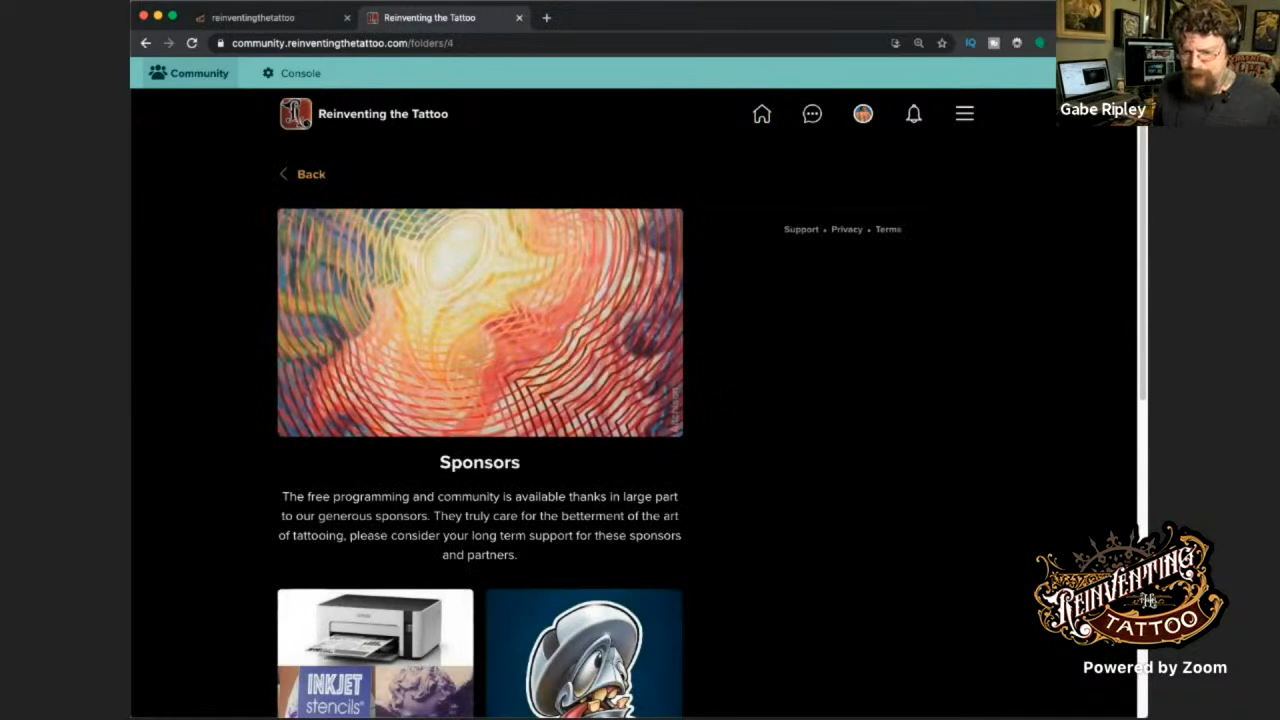 reinventingthetattoo
Reinventing the Tattoo
community.reinventingthetattoo.com/folders/4
Community
Console
Gabe Ripley
Reinventing the Tattoo
Back
Support • Privacy • Terms
Sponsors
The free programming and community is available thanks in large part
to our generous sponsors. They truly care for the betterment of the art
of tattooing, please consider your long term support for these sponsors
and partners.
INKJET
stencils
REINVENTING
THE
TATTOO
Powered by Zoom